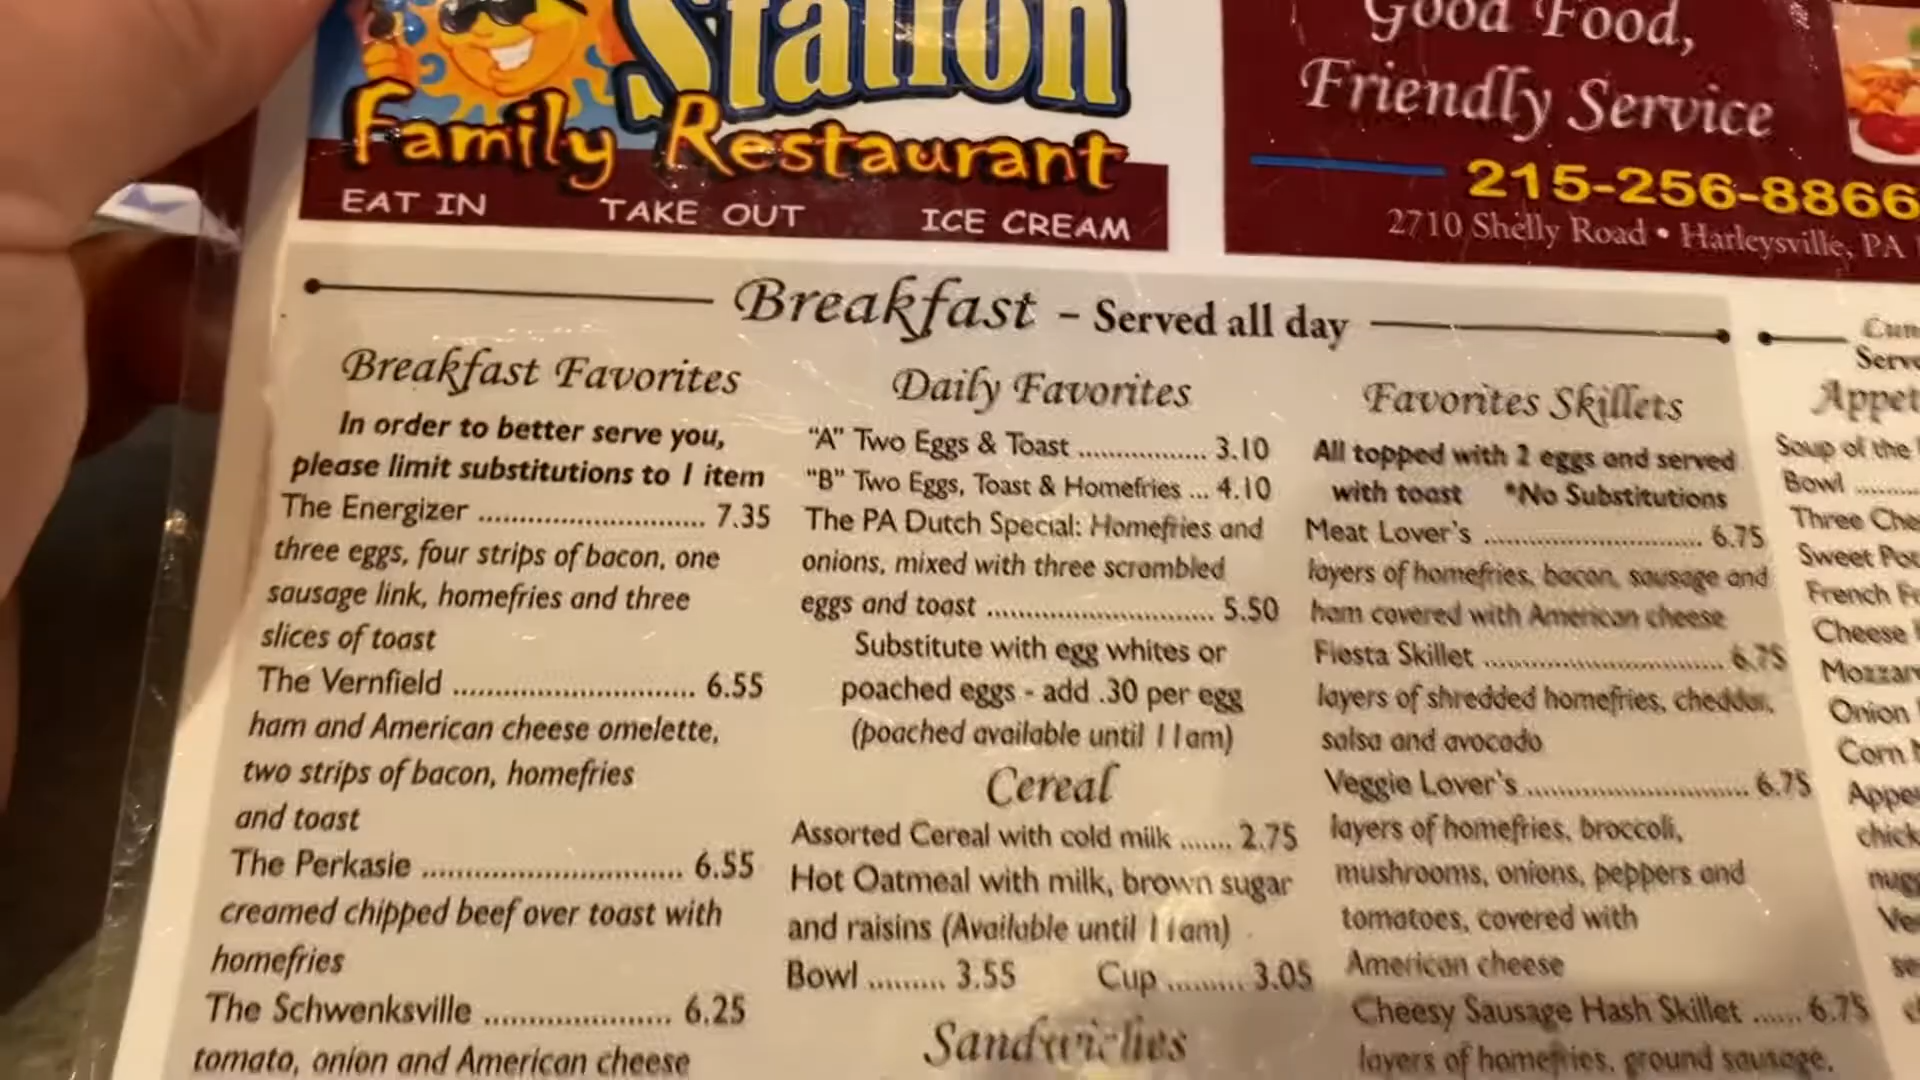 Station
Family Restaurant
EAT IN TAKE OUT ICE CREAM
Good Food,
Friendly Service
215-256-8866
2710 Shelly Road • Harleysville, PA
Breakfast – Served all day
Breakfast Favorites
In order to better serve you,
please limit substitutions to 1 item
The Energizer ............................ 7.35
three eggs, four strips of bacon, one
sausage link, homefries and three
slices of toast
The Vernfield ............................. 6.55
ham and American cheese omelette,
two strips of bacon, homefries
and toast
The Perkasie ............................... 6.55
creamed chipped beef over toast with
homefries
The Schwenksville ...................... 6.25
tomato, onion and American cheese
Daily Favorites
"A" Two Eggs & Toast ................. 3.10
"B" Two Eggs, Toast & Homefries ... 4.10
The PA Dutch Special: Homefries and
onions, mixed with three scrambled
eggs and toast ............................. 5.50
Substitute with egg whites or
poached eggs - add .30 per egg
(poached available until 11am)
Cereal
Assorted Cereal with cold milk ....... 2.75
Hot Oatmeal with milk, brown sugar
and raisins (Available until 11am)
Bowl ......... 3.55 Cup ......... 3.05
Sandwiches
Favorites Skillets
All topped with 2 eggs and served
with toast *No Substitutions
Meat Lover's ............................ 6.75
layers of homefries, bacon, sausage and
ham covered with American cheese
Fiesta Skillet ............................... 6.75
layers of shredded homefries, cheddar,
salsa and avocado
Veggie Lover's ............................ 6.75
layers of homefries, broccoli,
mushrooms, onions, peppers and
tomatoes, covered with
American cheese
Cheesy Sausage Hash Skillet ...... 6.75
layers of homefries, ground sausage,
Soup of the
Bowl ........
Three
Sweet
French
Cheese
Onion
Corn